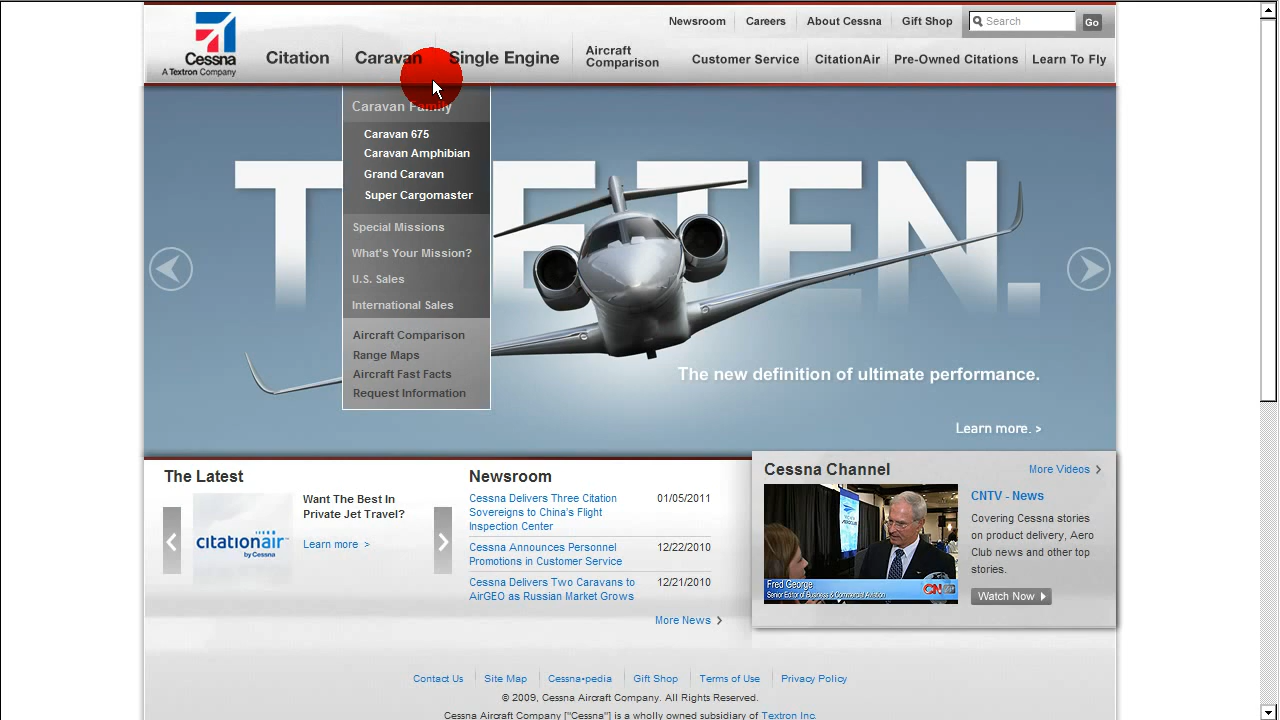 Newsroom
Careers
About Cessna
Gift Shop
Search
Go
Cessna
A Textron Company
Citation
Caravan
Single Engine
Aircraft
Comparison
Customer Service
CitationAir
Pre-Owned Citations
Learn To Fly
Caravan Family
Caravan 675
Caravan Amphibian
Grand Caravan
Super Cargomaster
Special Missions
What's Your Mission?
U.S. Sales
International Sales
Aircraft Comparison
Range Maps
Aircraft Fast Facts
Request Information
TEN.
The new definition of ultimate performance.
Learn more. >
The Latest
Want The Best In
Private Jet Travel?
citationair
by Cessna
Learn more >
Newsroom
Cessna Delivers Three Citation 01/05/2011
Sovereigns to China's Flight
Inspection Center
Cessna Announces Personnel 12/22/2010
Promotions in Customer Service
Cessna Delivers Two Caravans to 12/21/2010
AirGEO as Russian Market Grows
More News
Cessna Channel
More Videos
CNTV - News
Covering Cessna stories
on product delivery, Aero
Club news and other top
stories.
Watch Now
Fred George
Senior Editor of Business & Commercial Aviation
Contact Us
Site Map
Cessna•pedia
Gift Shop
Terms of Use
Privacy Policy
© 2009, Cessna Aircraft Company. All Rights Reserved.
Cessna Aircraft Company ["Cessna"] is a wholly owned subsidiary of Textron Inc.